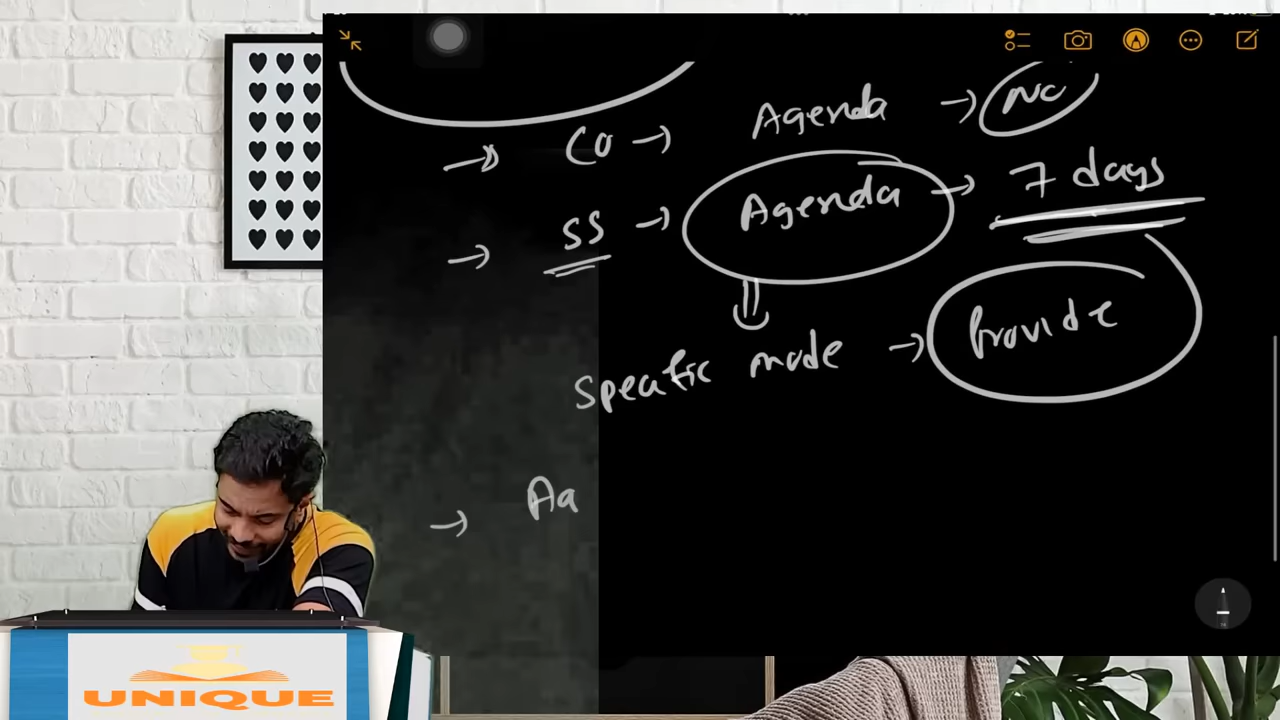 → Co → Agenda → NC
→ SS → Agenda → 7 days
Specific mode → Provide
→ Aa
UNIQUE